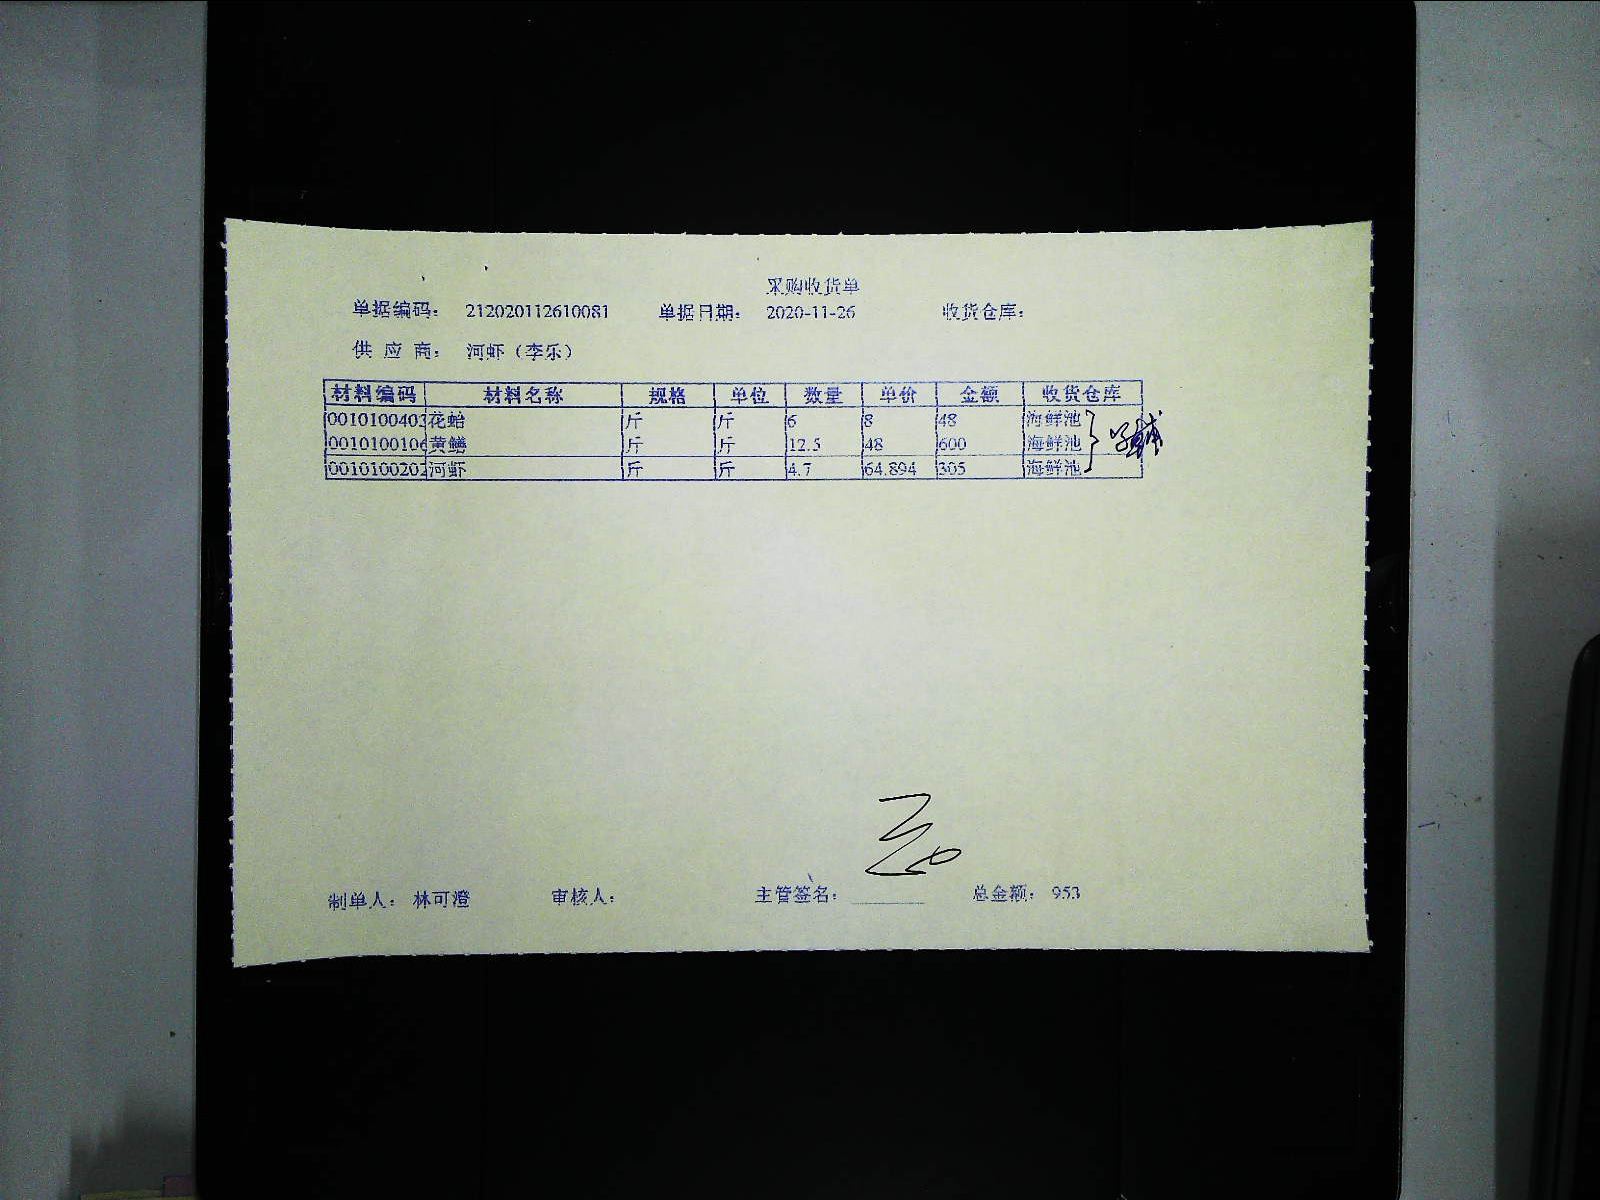 采购收货单
单据编码: 212020112610081 单据日期: 2020-11-26 收货仓库:
供 应 商: 河虾（李乐）
材料编码 材料名称 规格 单位 数量 单价 金额 收货仓库
0010100403 花蛤 斤 斤 6 8 48 海鲜池
0010100106 黄鳝 斤 斤 12.5 48 600 海鲜池
0010100202 河虾 斤 斤 4.7 64.894 305 海鲜池
制单人: 林可澄 审核人: 主管签名: 总金额: 953